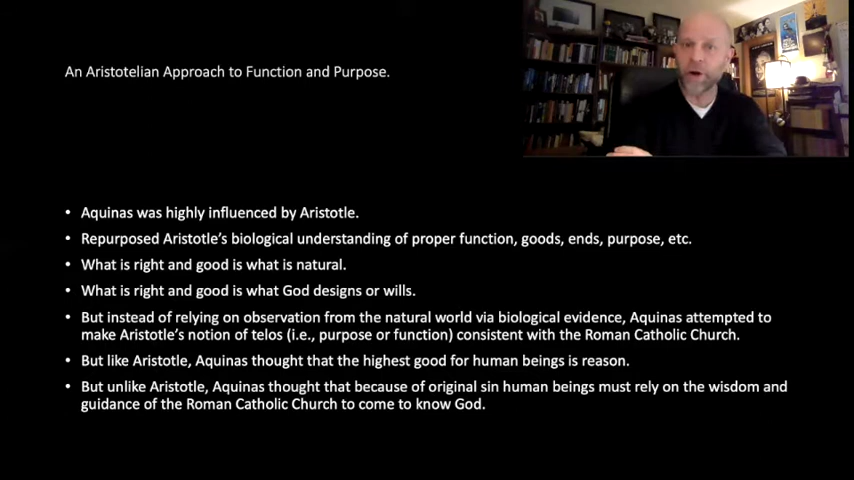 An Aristotelian Approach to Function and Purpose.
• Aquinas was highly influenced by Aristotle.
• Repurposed Aristotle's biological understanding of proper function, goods, ends, purpose, etc.
• What is right and good is what is natural.
• What is right and good is what God designs or wills.
• But instead of relying on observation from the natural world via biological evidence, Aquinas attempted to
make Aristotle's notion of telos (i.e., purpose or function) consistent with the Roman Catholic Church.
• But like Aristotle, Aquinas thought that the highest good for human beings is reason.
• But unlike Aristotle, Aquinas thought that because of original sin human beings must rely on the wisdom and
guidance of the Roman Catholic Church to come to know God.